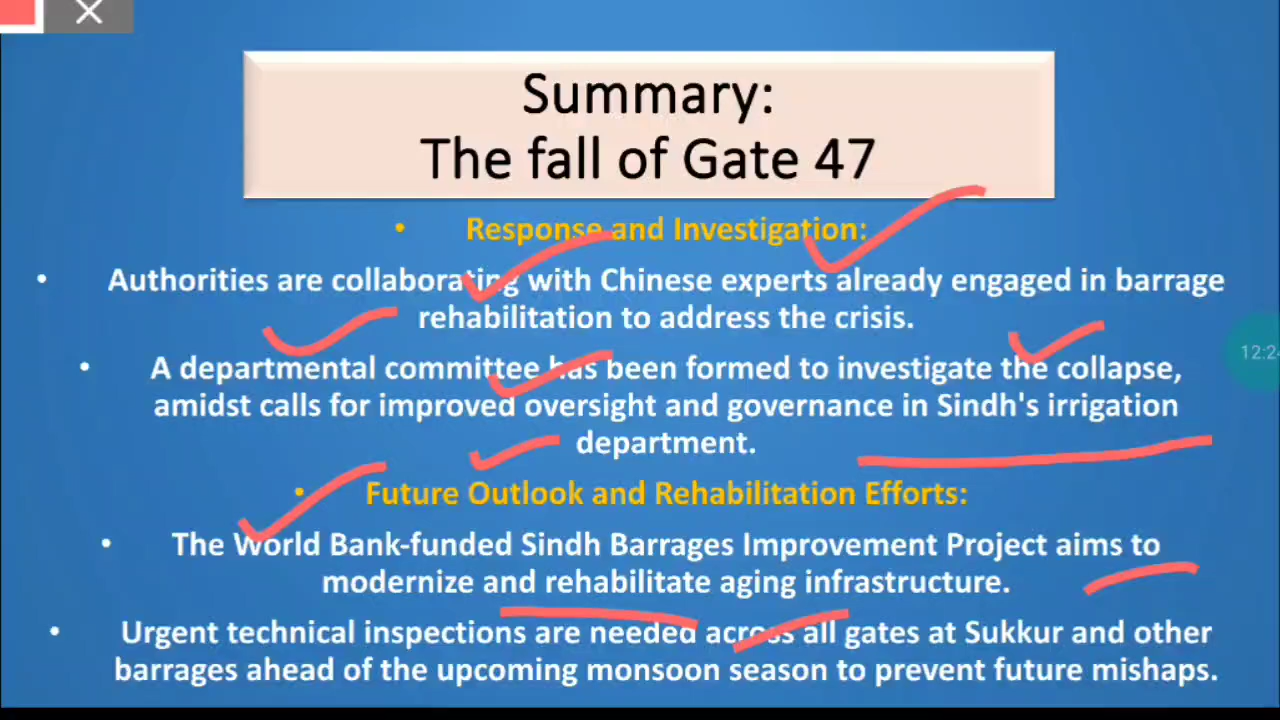 Summary:
The fall of Gate 47
• Response and Investigation:
• Authorities are collaborating with Chinese experts already engaged in barrage
rehabilitation to address the crisis.
• A departmental committee has been formed to investigate the collapse,
amidst calls for improved oversight and governance in Sindh's irrigation
department.
• Future Outlook and Rehabilitation Efforts:
• The World Bank-funded Sindh Barrages Improvement Project aims to
modernize and rehabilitate aging infrastructure.
• Urgent technical inspections are needed across all gates at Sukkur and other
barrages ahead of the upcoming monsoon season to prevent future mishaps.